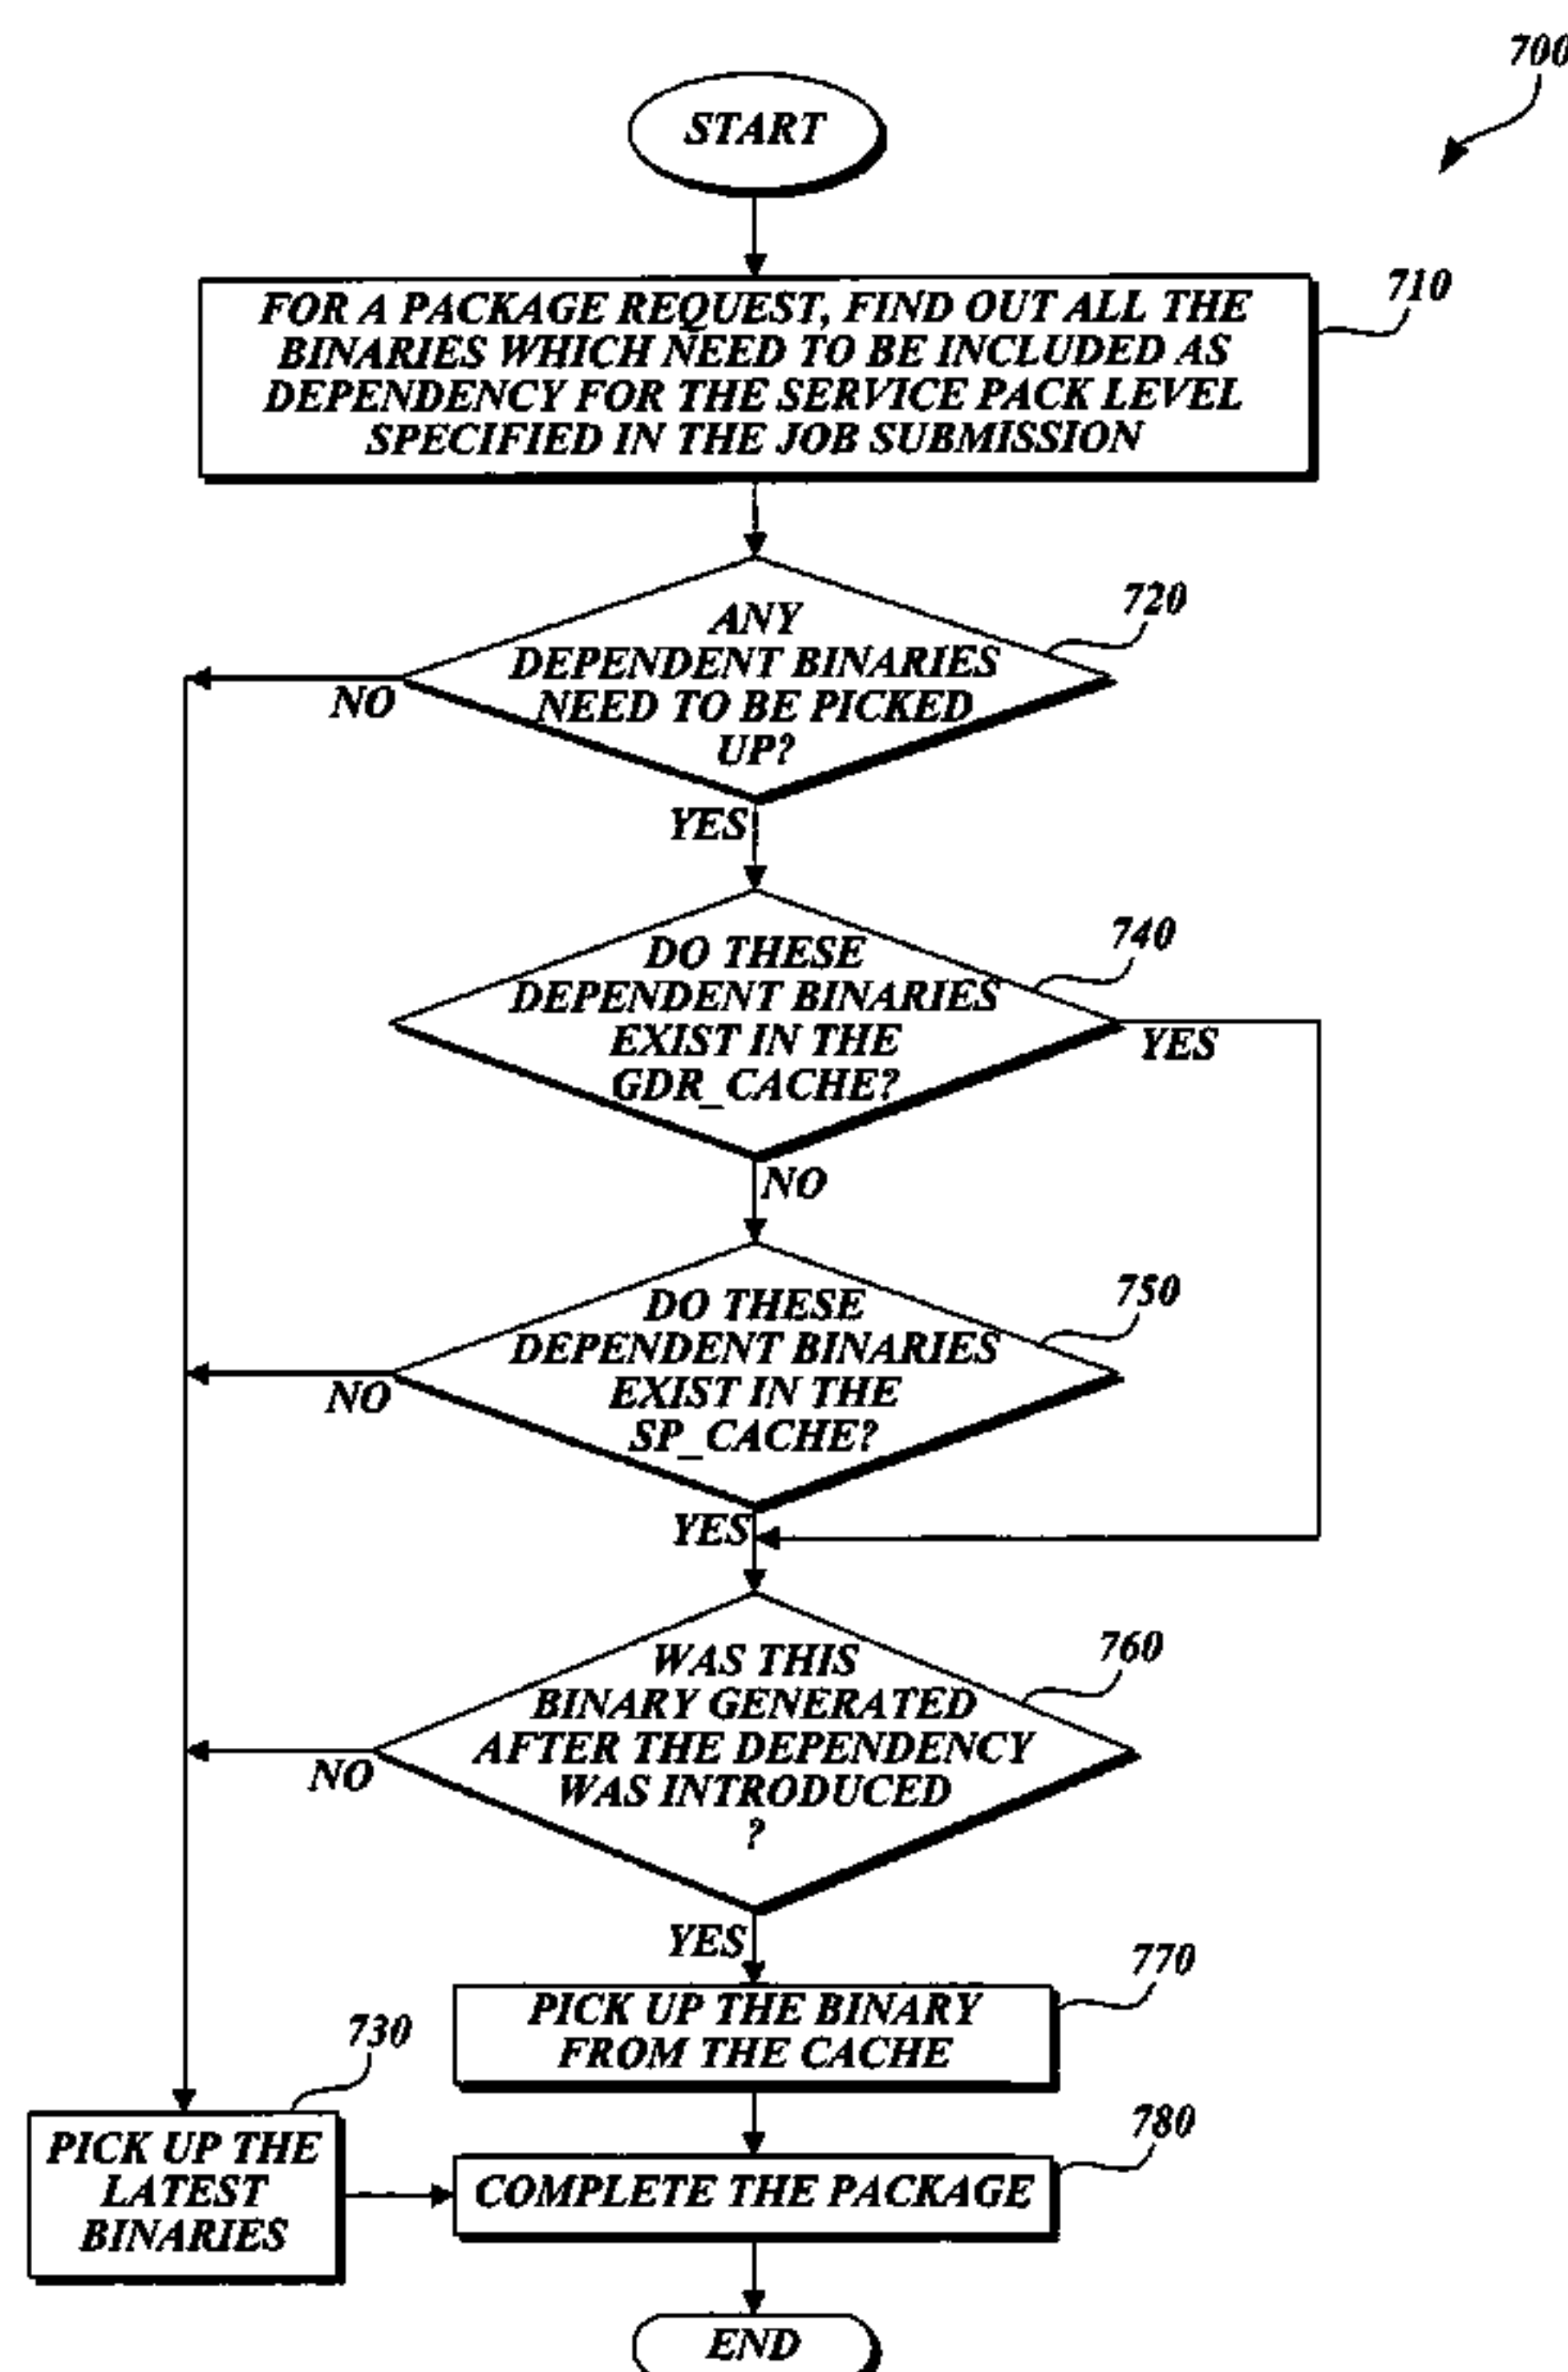 700
START
710
FOR A PACKAGE REQUEST, FIND OUT ALL THE
BINARIES WHICH NEED TO BE INCLUDED AS
DEPENDENCY FOR THE SERVICE PACK LEVEL
SPECIFIED IN THE JOB SUBMISSION
720
ANY
DEPENDENT BINARIES
NEED TO BE PICKED
UP?
NO
YES
740
DO THESE
DEPENDENT BINARIES
EXIST IN THE
GDR_CACHE?
YES
NO
750
DO THESE
DEPENDENT BINARIES
EXIST IN THE
SP_CACHE?
NO
YES
760
WAS THIS
BINARY GENERATED
AFTER THE DEPENDENCY
WAS INTRODUCED
?
NO
YES
770
PICK UP THE BINARY
FROM THE CACHE
730
PICK UP THE
LATEST
BINARIES
780
COMPLETE THE PACKAGE
END